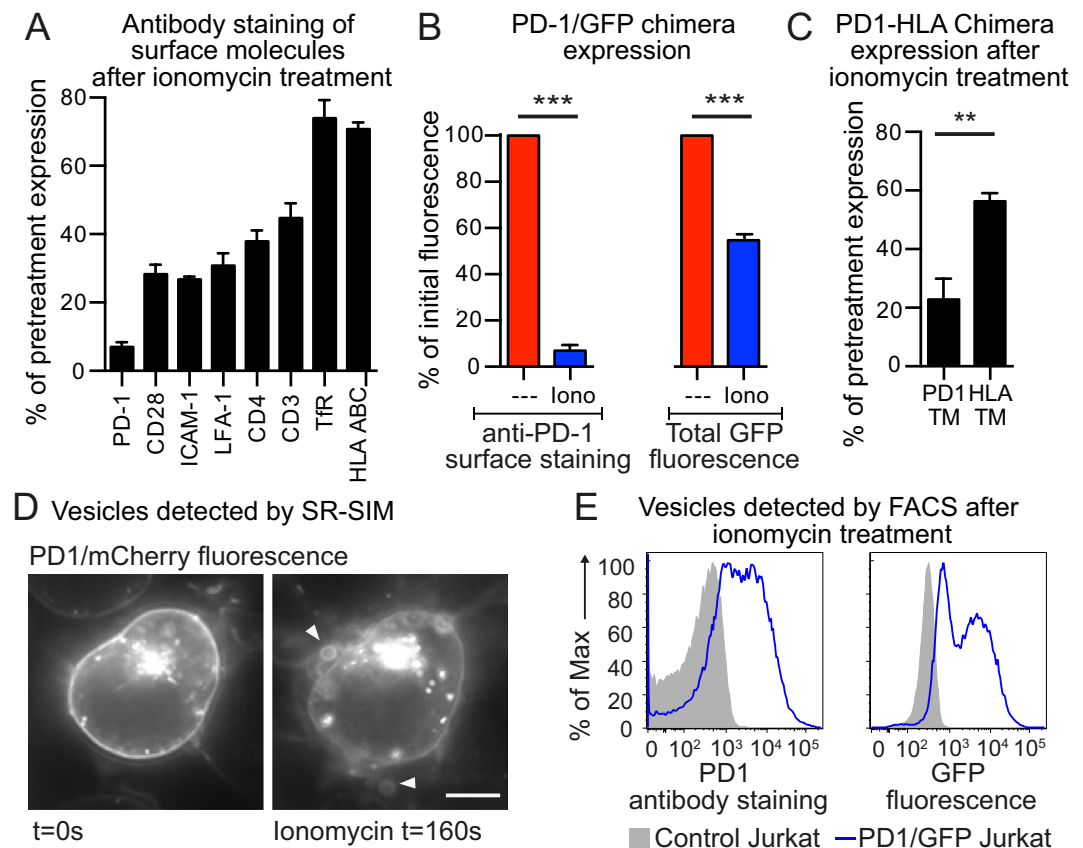 A
Antibody staining of
surface molecules
after ionomycin treatment
% of pretreatment expression
80
60
40
20
0
PD-1
CD28
ICAM-1
LFA-1
CD4
CD3
TfR
HLA ABC
B
PD-1/GFP chimera
expression
% of initial fluorescence
100
80
60
40
20
0
***
***
--- Iono
--- Iono
anti-PD-1
surface staining
Total GFP
fluorescence
C
PD1-HLA Chimera
expression after
ionomycin treatment
% of pretreatment expression
80
60
40
20
0
**
PD1 HLA
TM TM
D
Vesicles detected by SR-SIM
PD1/mCherry fluorescence
t=0s
Ionomycin t=160s
E
Vesicles detected by FACS after
ionomycin treatment
% of Max
100
80
60
40
20
0
0 10² 10³ 10⁴ 10⁵
PD1
antibody staining
0 10² 10³ 10⁴ 10⁵
GFP
fluorescence
Control Jurkat
PD1/GFP Jurkat